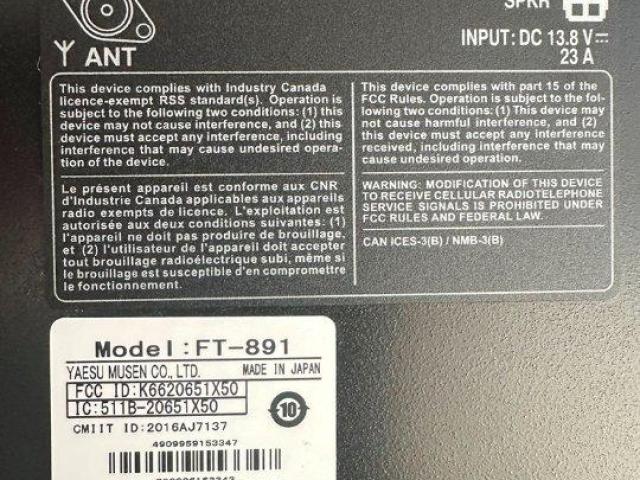 SPKR
ANT
INPUT: DC 13.8 V
23 A
This device complies with Industry Canada
licence-exempt RSS standard(s). Operation is
subject to the following two conditions: (1) this
device may not cause interference, and (2) this
device must accept any interference, including
interference that may cause undesired opera-
tion of the device.
Le présent appareil est conforme aux CNR
d'Industrie Canada applicables aux appareils
radio exempts de licence. L'exploitation est
autorisée aux deux conditions suivantes: (1)
l'appareil ne doit pas produire de brouillage,
et (2) l'utilisateur de l'appareil doit accepter
tout brouillage radioélectrique subi, même si
le brouillage est susceptible d'en compromettre
le fonctionnement.
This device complies with part 15 of the
FCC Rules. Operation is subject to the fol-
lowing two conditions: (1) This device may
not cause harmful interference, and (2)
this device must accept any interference
received, including interference that may
cause undesired operation.
WARNING: MODIFICATION OF THIS DEVICE
TO RECEIVE CELLULAR RADIOTELEPHONE
SERVICE SIGNALS IS PROHIBITED UNDER
FCC RULES AND FEDERAL LAW.
CAN ICES-3(B) / NMB-3(B)
Model:FT-891
YAESU MUSEN CO., LTD. MADE IN JAPAN
FCC ID:K6620651X50
IC:511B-20651X50
10
CMIIT ID:2016AJ7137
4909959153347